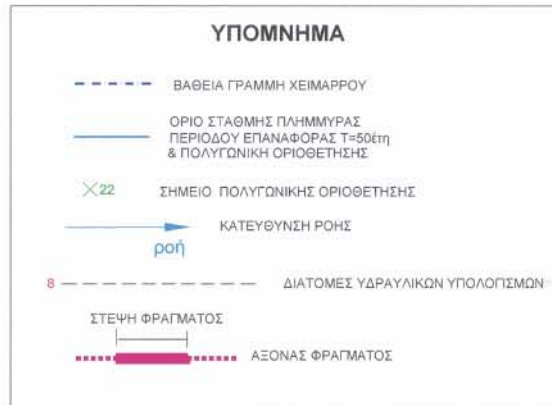 ΥΠΟΜΝΗΜΑ
ΒΑΘΕΙΑ ΓΡΑΜΜΗ ΧΕΙΜΑΡΡΟΥ
ΟΡΙΟ ΣΤΑΘΜΗΣ ΠΛΗΜΜΥΡΑΣ
ΠΕΡΙΟΔΟΥ ΕΠΑΝΑΦΟΡΑΣ Τ=50έτη
& ΠΟΛΥΓΩΝΙΚΗ ΟΡΙΟΘΕΤΗΣΗΣ
22 ΣΗΜΕΙΟ ΠΟΛΥΓΩΝΙΚΗΣ ΟΡΙΟΘΕΤΗΣΗΣ
ΚΑΤΕΥΘΥΝΣΗ ΡΟΗΣ
ροή
8 ΔΙΑΤΟΜΕΣ ΥΔΡΑΥΛΙΚΩΝ ΥΠΟΛΟΓΙΣΜΩΝ
ΣΤΕΨΗ ΦΡΑΓΜΑΤΟΣ
ΑΞΟΝΑΣ ΦΡΑΓΜΑΤΟΣ